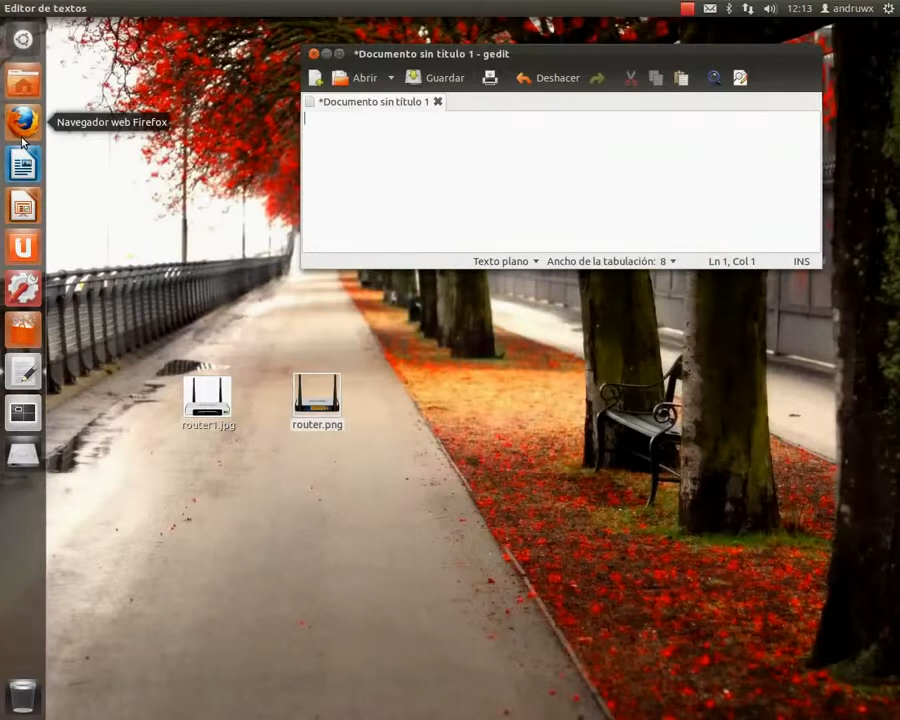 Editor de textos
12:13
andruwx
Navegador web Firefox
*Documento sin título 1 - gedit
Abrir
Guardar
Deshacer
*Documento sin título 1
Texto plano
Ancho de la tabulación: 8
Ln 1, Col 1
INS
router1.jpg
router.png